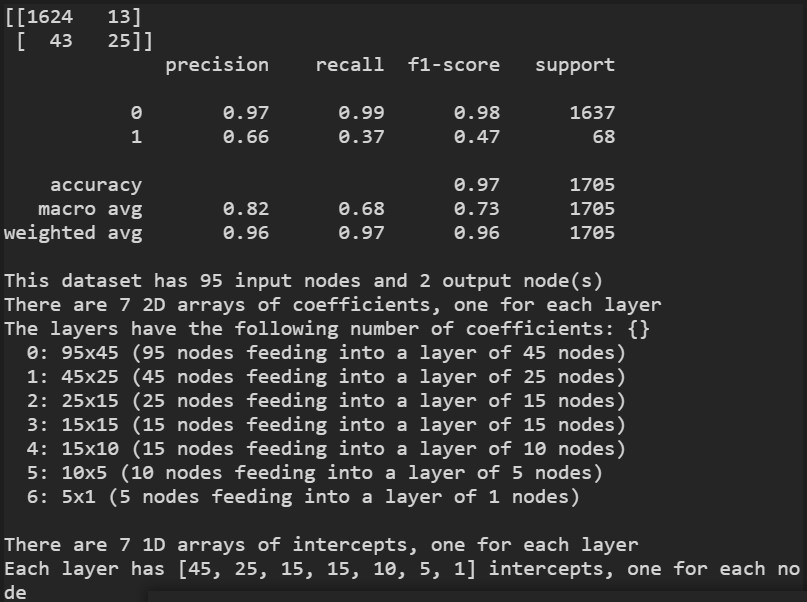 [[1624   13]
 [  43   25]]
              precision    recall  f1-score   support

           0       0.97      0.99      0.98      1637
           1       0.66      0.37      0.47        68

    accuracy                           0.97      1705
   macro avg       0.82      0.68      0.73      1705
weighted avg       0.96      0.97      0.96      1705

This dataset has 95 input nodes and 2 output node(s)
There are 7 2D arrays of coefficients, one for each layer
The layers have the following number of coefficients: {}
  0: 95x45 (95 nodes feeding into a layer of 45 nodes)
  1: 45x25 (45 nodes feeding into a layer of 25 nodes)
  2: 25x15 (25 nodes feeding into a layer of 15 nodes)
  3: 15x15 (15 nodes feeding into a layer of 15 nodes)
  4: 15x10 (15 nodes feeding into a layer of 10 nodes)
  5: 10x5 (10 nodes feeding into a layer of 5 nodes)
  6: 5x1 (5 nodes feeding into a layer of 1 nodes)

There are 7 1D arrays of intercepts, one for each layer
Each layer has [45, 25, 15, 15, 10, 5, 1] intercepts, one for each no
de